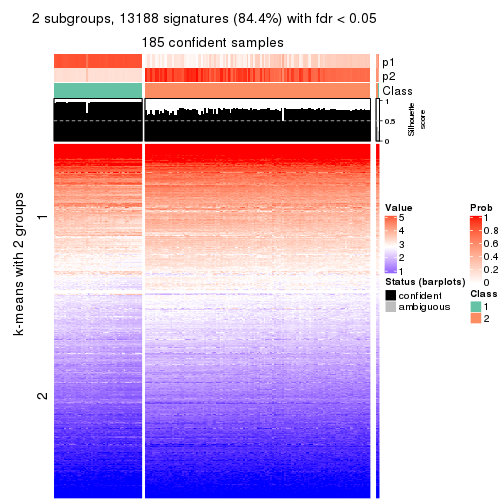 2 subgroups, 13188 signatures (84.4%) with fdr < 0.05
185 confident samples
p1
p2
Class
1
0.5
0
Silhouette
score
k-means with 2 groups
1
2
Value
5
4
3
2
1
Status (barplots)
confident
ambiguous
Prob
1
0.8
0.6
0.4
0.2
0
Class
1
2